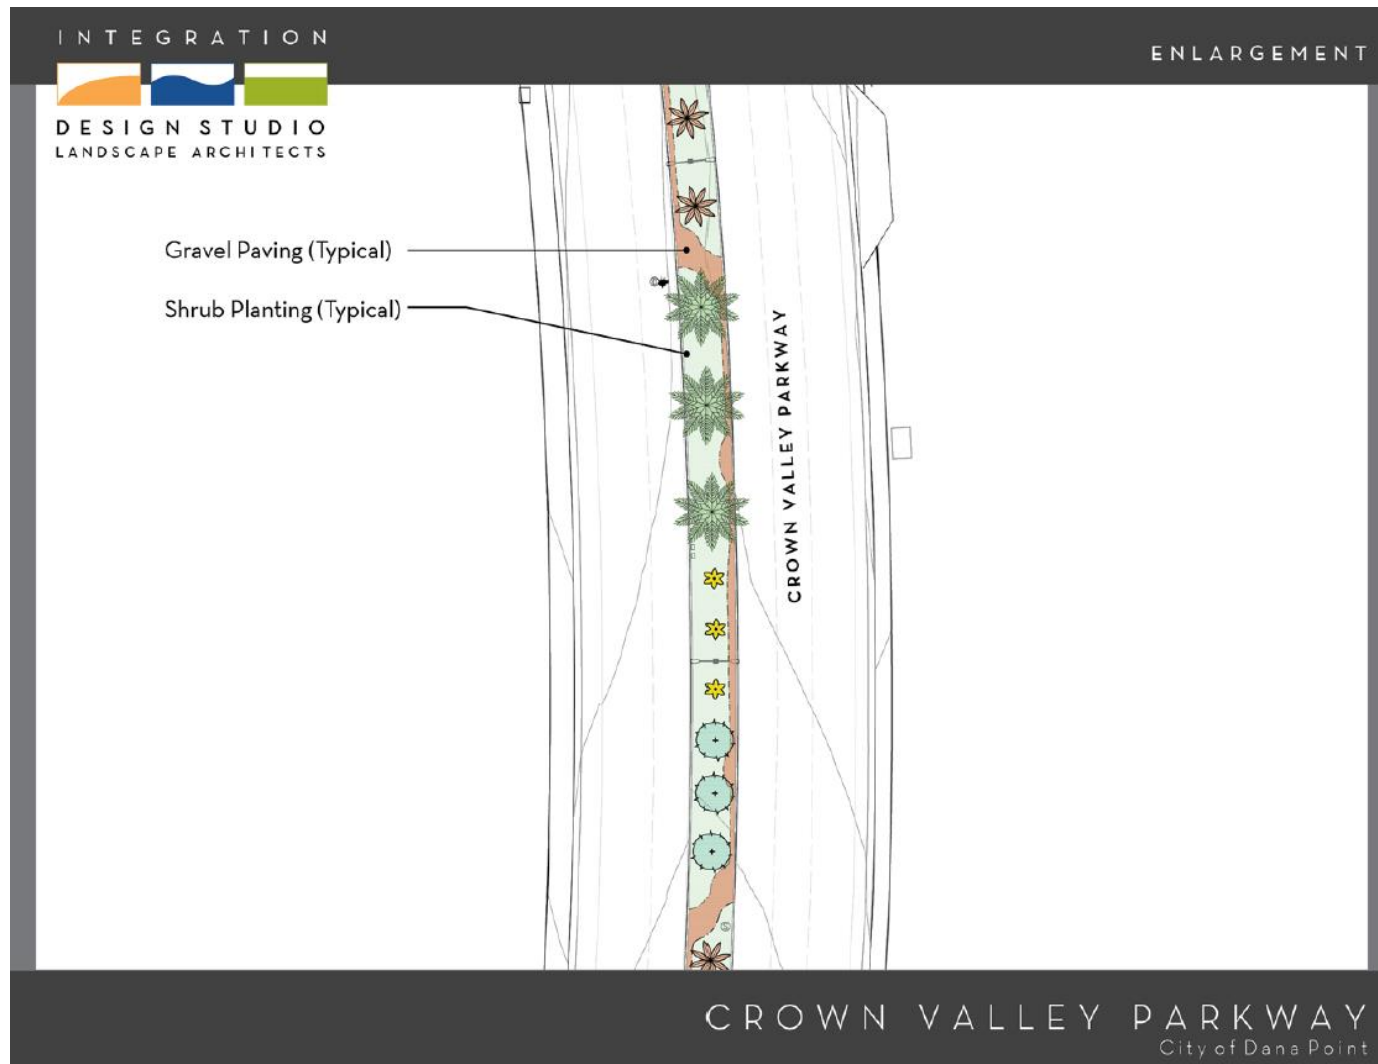 INTEGRATION
DESIGN STUDIO
LANDSCAPE ARCHITECTS
ENLARGEMENT
Gravel Paving (Typical)
Shrub Planting (Typical)
CROWN VALLEY PARKWAY
CROWN VALLEY PARKWAY
City of Dana Point